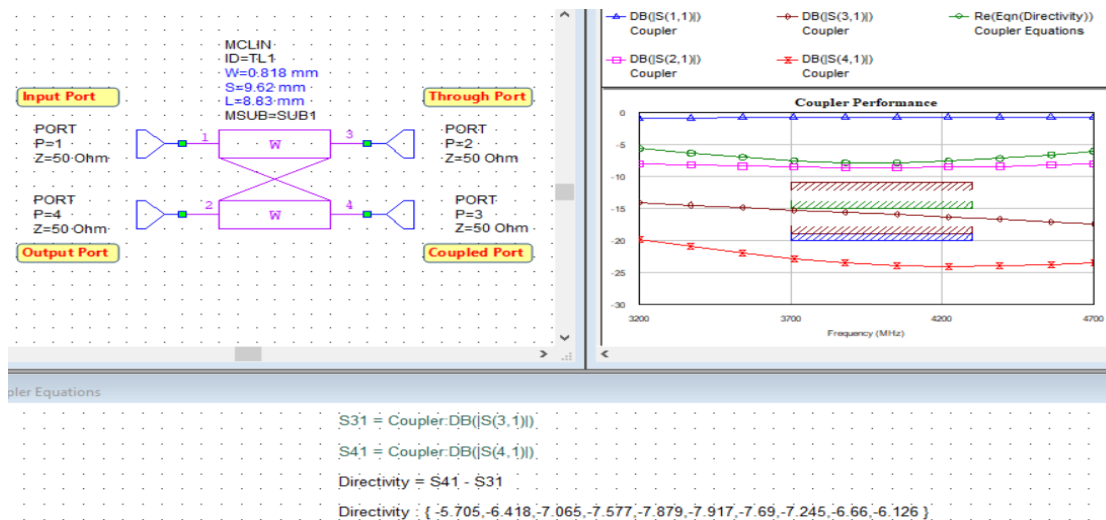 MCLIN
ID=TL1
W=0.818 mm
S=9.62 mm
L=8.83 mm
MSUB=SUB1
Input Port
Through Port
PORT
P=1
Z=50 Ohm
1
W
3
PORT
P=2
Z=50 Ohm
PORT
P=4
Z=50 Ohm
2
W
4
PORT
P=3
Z=50 Ohm
Output Port
Coupled Port
DB(|S(1,1)|)
Coupler
DB(|S(3,1)|)
Coupler
Re(Eqn(Directivity))
Coupler Equations
DB(|S(2,1)|)
Coupler
DB(|S(4,1)|)
Coupler
Coupler Performance
0
-5
-10
-15
-20
-25
-30
3200
3700
4200
4700
Frequency (MHz)
pler Equations
S31 = Coupler:DB(|S(3,1)|)
S41 = Coupler:DB(|S(4,1)|)
Directivity = S41 - S31
Directivity : { -5.705,-6.418,-7.065,-7.577,-7.879,-7.917,-7.69,-7.245,-6.66,-6.126 }